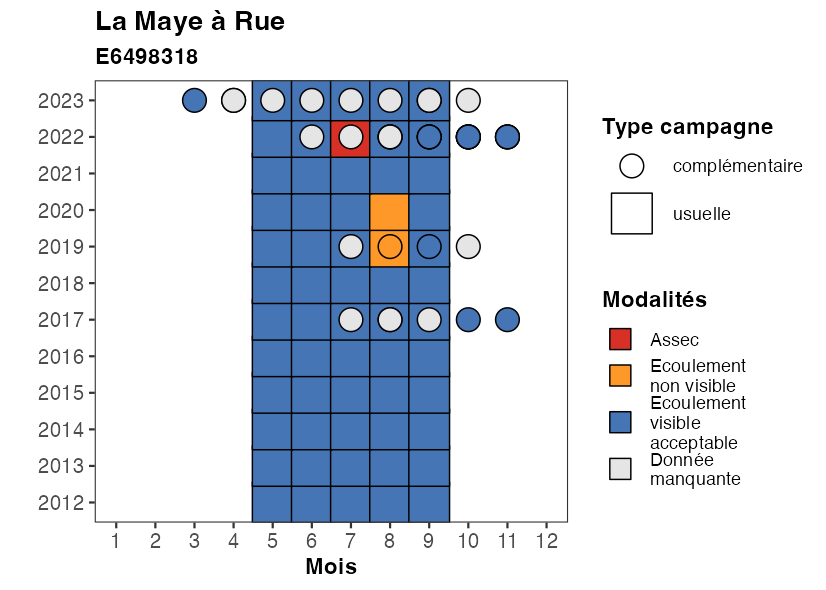 La Maye à Rue
E6498318
2023
2022
2021
2020
2019
2018
2017
2016
2015
2014
2013
2012
1 2 3 4 5 6 7 8 9 10 11 12
Mois
Type campagne
complémentaire
usuelle
Modalités
Assec
Ecoulement
non visible
Ecoulement
visible
acceptable
Donnée
manquante